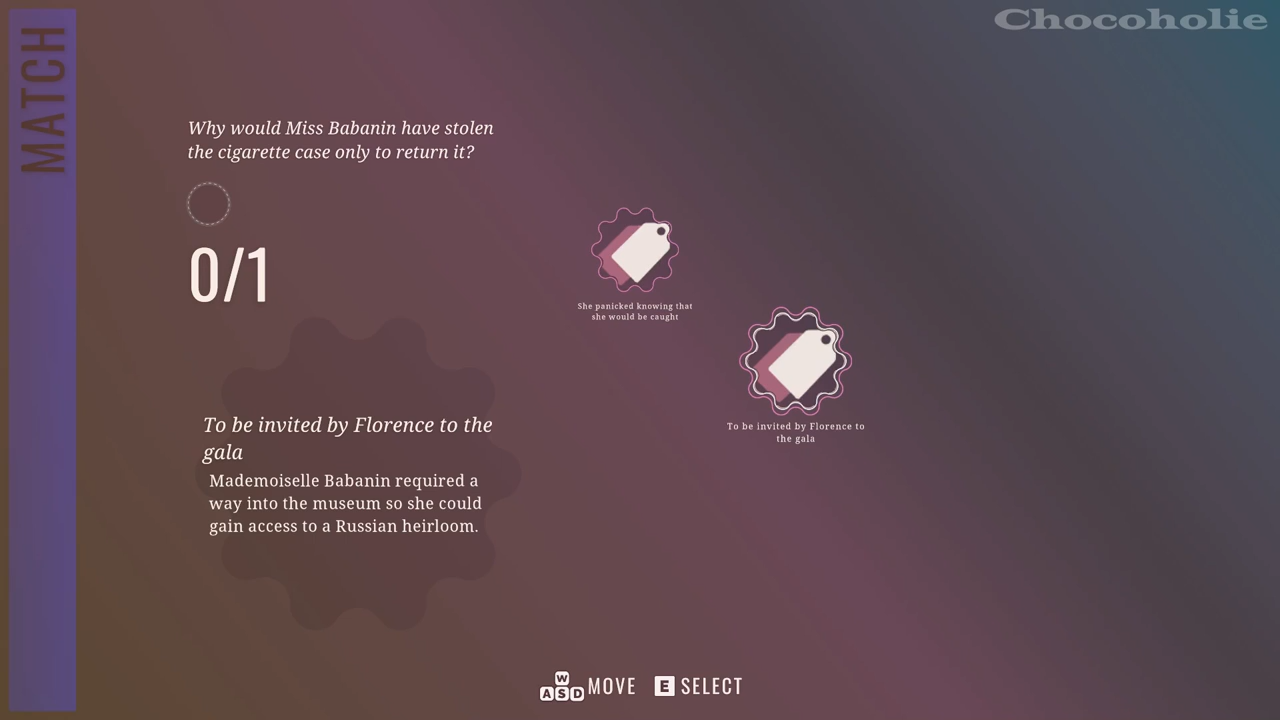 MATCH
Chocoholie
Why would Miss Babanin have stolen
the cigarette case only to return it?
0/1
She panicked knowing that
she would be caught
To be invited by Florence to
the gala
To be invited by Florence to the
gala
Mademoiselle Babanin required a
way into the museum so she could
gain access to a Russian heirloom.
W
A S D MOVE E SELECT